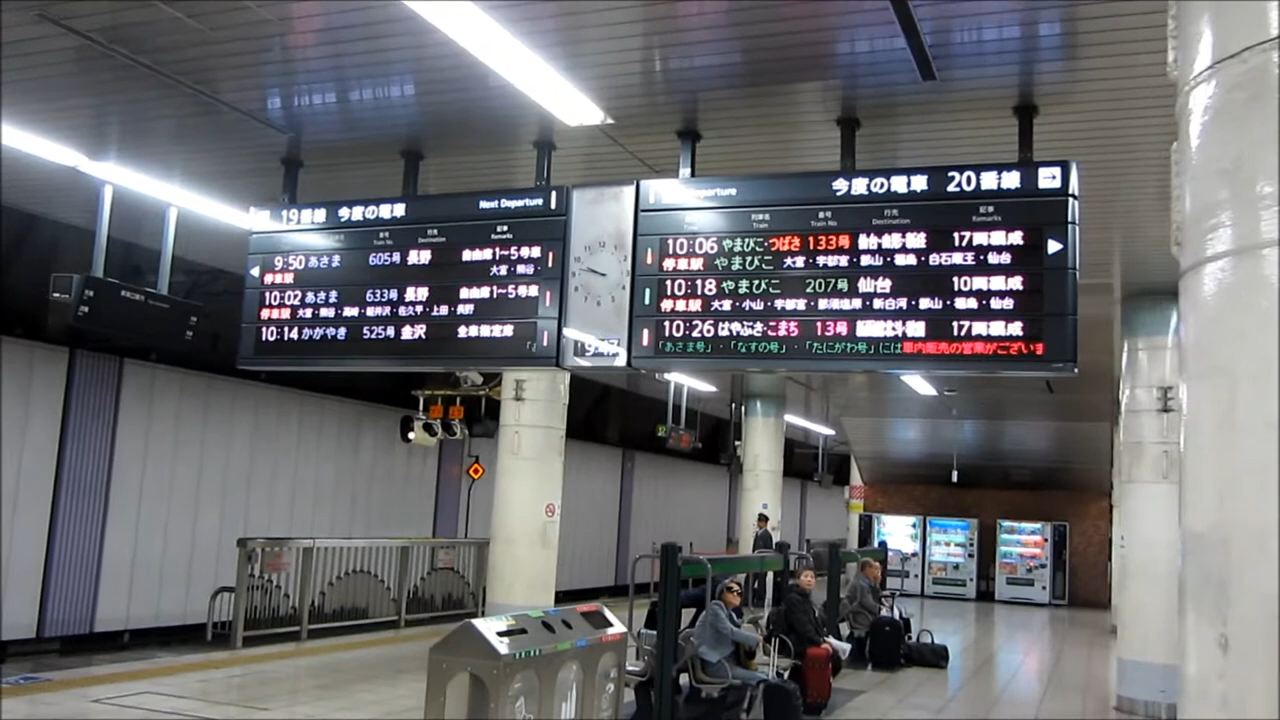 19番線 今度の電車 Next Departure
番号 行先 記事
Train No. Destination Remarks
9:50 あさま 605号 長野 自由席1~5号車
停車駅 大宮・熊谷・
10:02 あさま 633号 長野 自由席1~5号車
停車駅 大宮・熊谷・高崎・軽井沢・佐久平・上田・長野
10:14 かがやき 525号 金沢 全車指定席
12
9:47
Departure 今度の電車 20番線
列車名 番号 行先 記事
Train Train No. Destination Remarks
10:06 やまびこ・つばさ 133号 仙台・山形・新庄 17両編成
停車駅 やまびこ 大宮・宇都宮・郡山・福島・白石蔵王・仙台
10:18 やまびこ 207号 仙台 10両編成
停車駅 大宮・小山・宇都宮・那須塩原・新白河・郡山・福島・仙台
10:26 はやぶさ・こまち 13号 17両編成
「あさま号」・「なすの号」・「たにがわ号」には車内販売の営業がございま